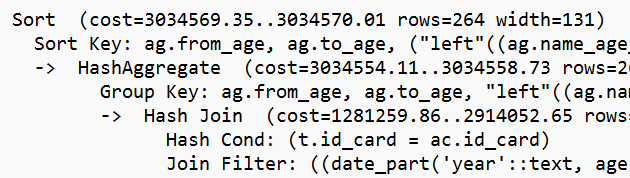 Sort  (cost=3034569.35..3034570.01 rows=264 width=131)
  Sort Key: ag.from_age, ag.to_age, ("left"((ag.name_age
  ->  HashAggregate  (cost=3034554.11..3034558.73 rows=26
        Group Key: ag.from_age, ag.to_age, "left"((ag.nam
        ->  Hash Join  (cost=1281259.86..2914052.65 rows=
              Hash Cond: (t.id_card = ac.id_card)
              Join Filter: ((date_part('year'::text, age